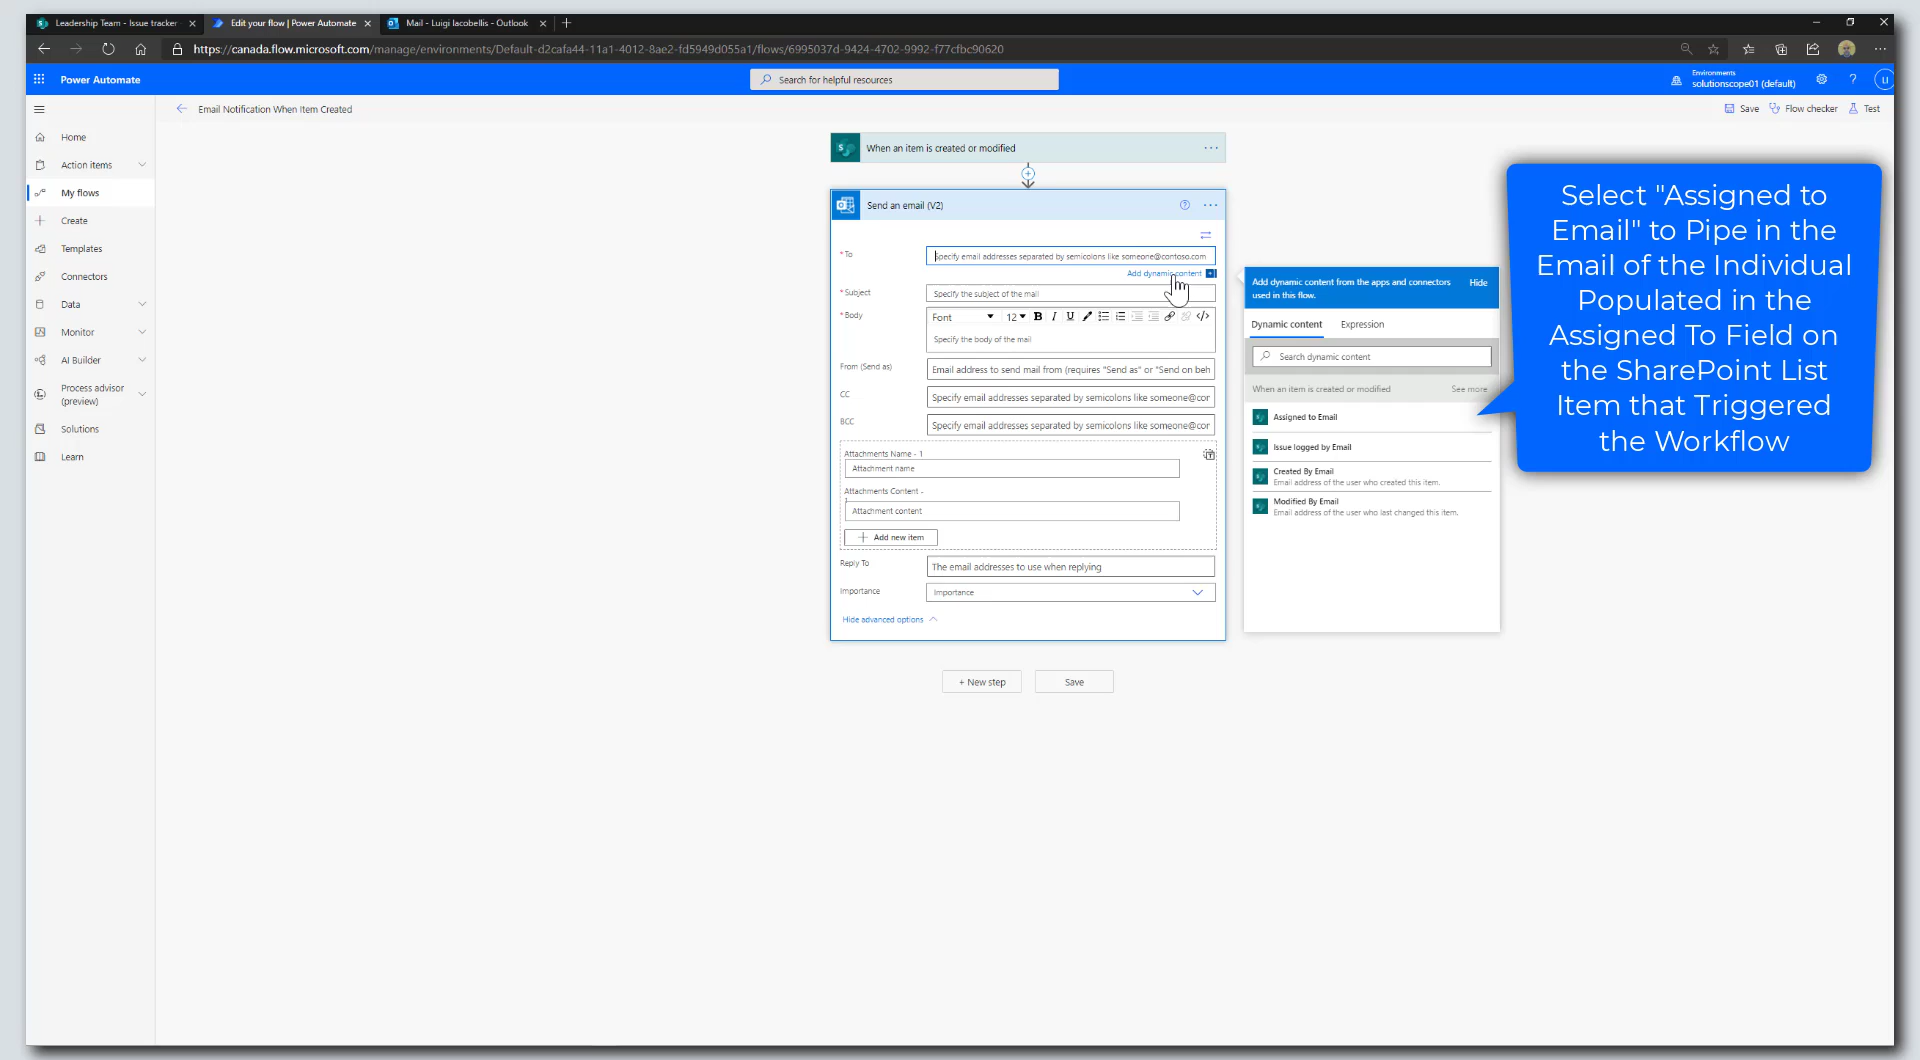 Leadership Team - Issue tracker
Edit your flow | Power Automate
Mail - Luigi Iacobellis - Outlook
https://canada.flow.microsoft.com/manage/environments/Default-d2cafa44-11a1-4012-8ae2-fd5949d055a1/flows/6995037d-9424-4702-9992-f77cfbc90620
Power Automate
Search for helpful resources
Environments
solutionscope01 (default)
Email Notification When Item Created
Save
Flow checker
Test
Home
Action items
My flows
Create
Templates
Connectors
Data
Monitor
AI Builder
Process advisor
(preview)
Solutions
Learn
When an item is created or modified
Send an email (V2)
* To
Specify email addresses separated by semicolons like someone@contoso.com
Add dynamic content
* Subject
Specify the subject of the mail
* Body
Font 12 B I U </>
Specify the body of the mail
From (Send as)
Email address to send mail from (requires "Send as" or "Send on beh
CC
Specify email addresses separated by semicolons like someone@cor
BCC
Specify email addresses separated by semicolons like someone@cor
Attachments Name - 1
Attachment name
Attachments Content -
1
Attachment content
Add new item
Reply To
The email addresses to use when replying
Importance
Importance
Hide advanced options
+ New step
Save
Add dynamic content from the apps and connectors
used in this flow.
Hide
Dynamic content
Expression
Search dynamic content
When an item is created or modified
See more
Assigned to Email
Issue logged by Email
Created By Email
Email address of the user who created this item.
Modified By Email
Email address of the user who last changed this item.
Select "Assigned to
Email" to Pipe in the
Email of the Individual
Populated in the
Assigned To Field on
the SharePoint List
Item that Triggered
the Workflow